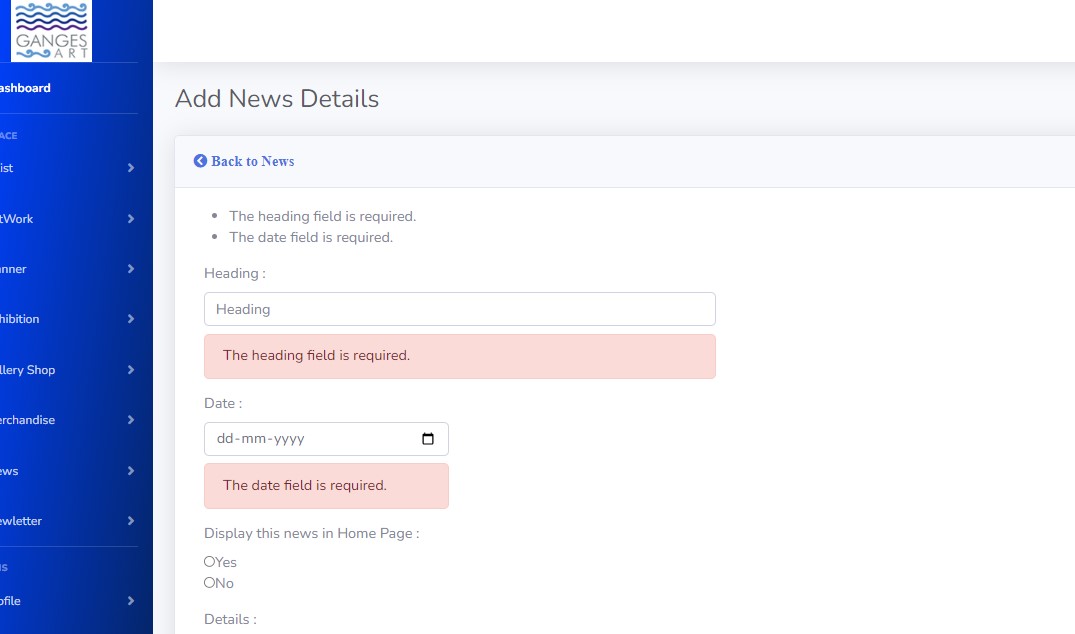 GANGES
ART
ashboard
ACE
ist
tWork
nner
hibition
llery Shop
erchandise
ews
ewletter
s
ofile
Add News Details
Back to News
The heading field is required.
The date field is required.
Heading :
Heading
The heading field is required.
Date :
dd-mm-yyyy
The date field is required.
Display this news in Home Page :
Yes
No
Details :